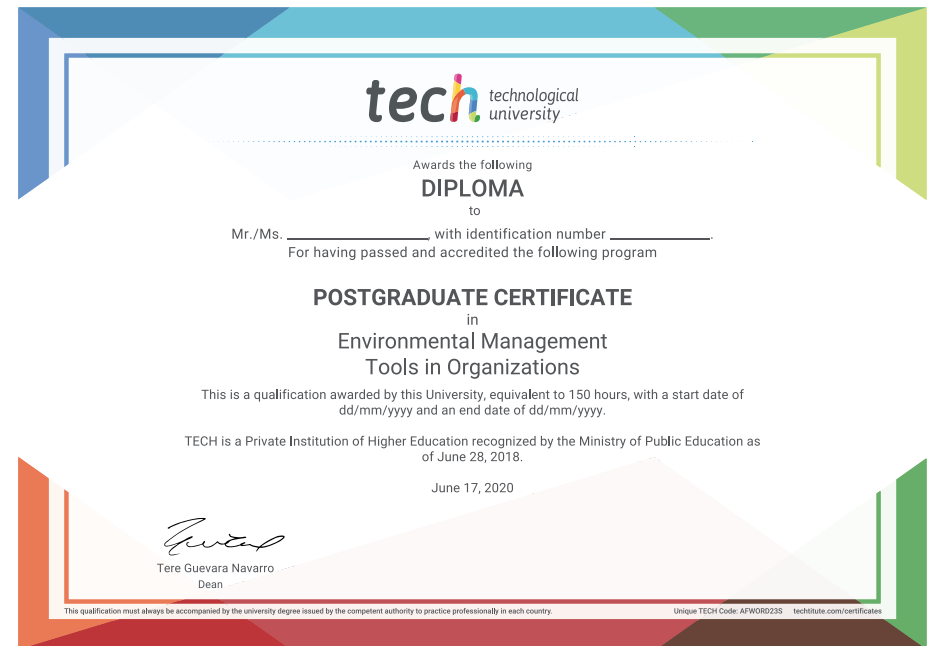 tech technological
university
Awards the following
DIPLOMA
to
Mr./Ms. ____________________, with identification number ______________.
For having passed and accredited the following program
POSTGRADUATE CERTIFICATE
in
Environmental Management
Tools in Organizations
This is a qualification awarded by this University, equivalent to 150 hours, with a start date of
dd/mm/yyyy and an end date of dd/mm/yyyy.
TECH is a Private Institution of Higher Education recognized by the Ministry of Public Education as
of June 28, 2018.
June 17, 2020
Tere Guevara Navarro
Dean
This qualification must always be accompanied by the university degree issued by the competent authority to practice professionally in each country. Unique TECH Code: AFWORD23S techtitute.com/certificates